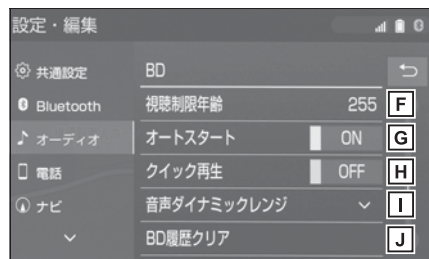 設定・編集
共通設定
BD
Bluetooth
視聴制限年齢 255 F
オーディオ
オートスタート ON G
電話
クイック再生 OFF H
ナビ
音声ダイナミックレンジ I
BD履歴クリア J